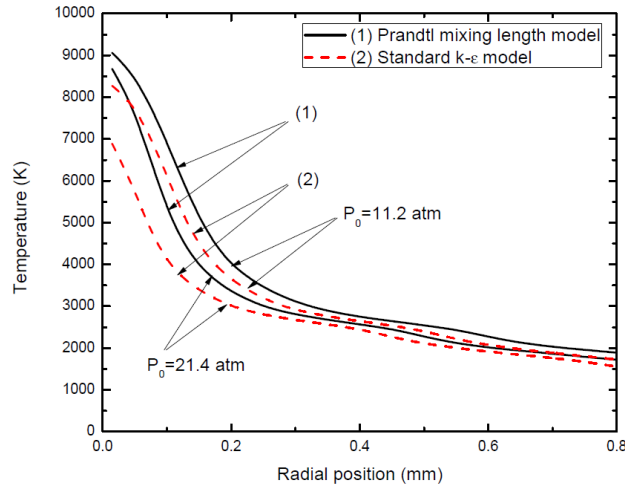 10000
9000
8000
7000
6000
5000
4000
3000
2000
1000
0
Temperature (K)
(1) Prandtl mixing length model
(2) Standard k-ε model
(1)
(2)
P₀=11.2 atm
P₀=21.4 atm
0.0 0.2 0.4 0.6 0.8
Radial position (mm)